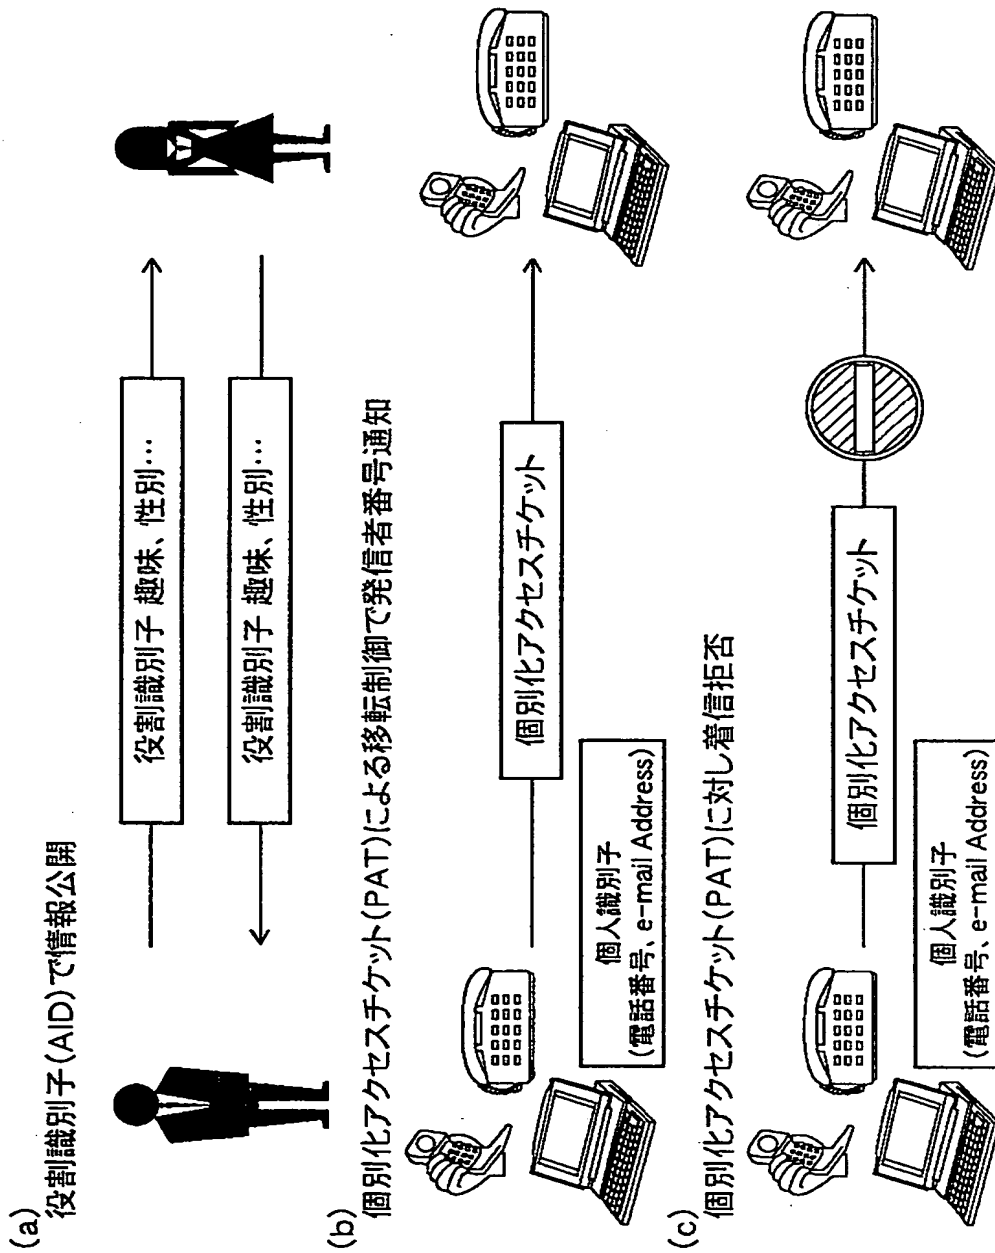 (a)
役割識別子(AID)で情報公開
役割識別子 趣味、性別…
役割識別子 趣味、性別…
(b)
個別化アクセスチケット(PAT)による移転制御で発信者番号通知
個別化アクセスチケット
個人識別子
(電話番号、e-mail Address)
(c)
個別化アクセスチケット(PAT)に対し着信拒否
個別化アクセスチケット
個人識別子
(電話番号、e-mail Address)